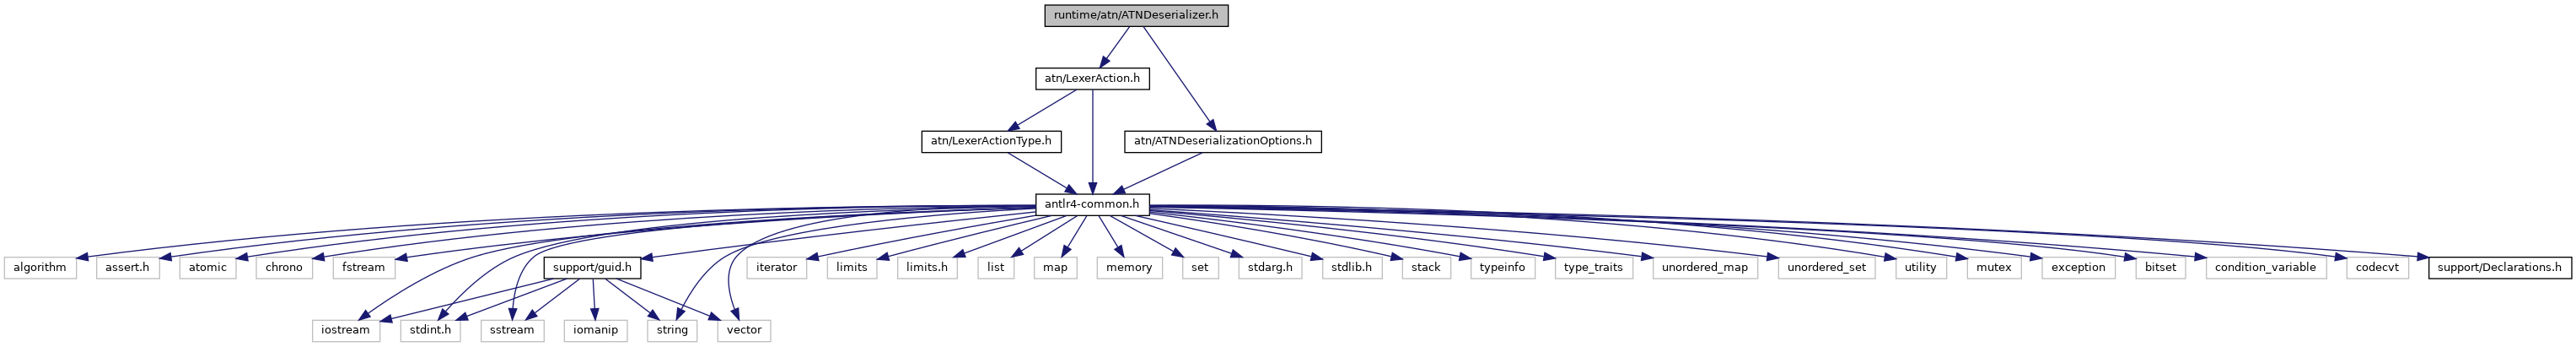 runtime/atn/ATNDeserializer.h
atn/LexerAction.h
atn/LexerActionType.h
atn/ATNDeserializationOptions.h
antlr4-common.h
algorithm
assert.h
atomic
chrono
fstream
support/guid.h
iterator
limits
limits.h
list
map
memory
set
stdarg.h
stdlib.h
stack
typeinfo
type_traits
unordered_map
unordered_set
utility
mutex
exception
bitset
condition_variable
codecvt
support/Declarations.h
iostream
stdint.h
sstream
iomanip
string
vector